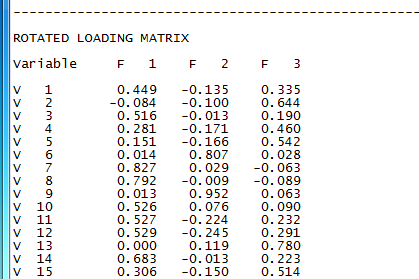 ROTATED LOADING MATRIX
Variable F 1 F 2 F 3
V 1 0.449 -0.135 0.335
V 2 -0.084 -0.100 0.644
V 3 0.516 -0.013 0.190
V 4 0.281 -0.171 0.460
V 5 0.151 -0.166 0.542
V 6 0.014 0.807 0.028
V 7 0.827 0.029 -0.063
V 8 0.792 -0.009 -0.089
V 9 0.013 0.952 0.063
V 10 0.526 0.076 0.090
V 11 0.527 -0.224 0.232
V 12 0.529 -0.245 0.291
V 13 0.000 0.119 0.780
V 14 0.683 -0.013 0.223
V 15 0.306 -0.150 0.514